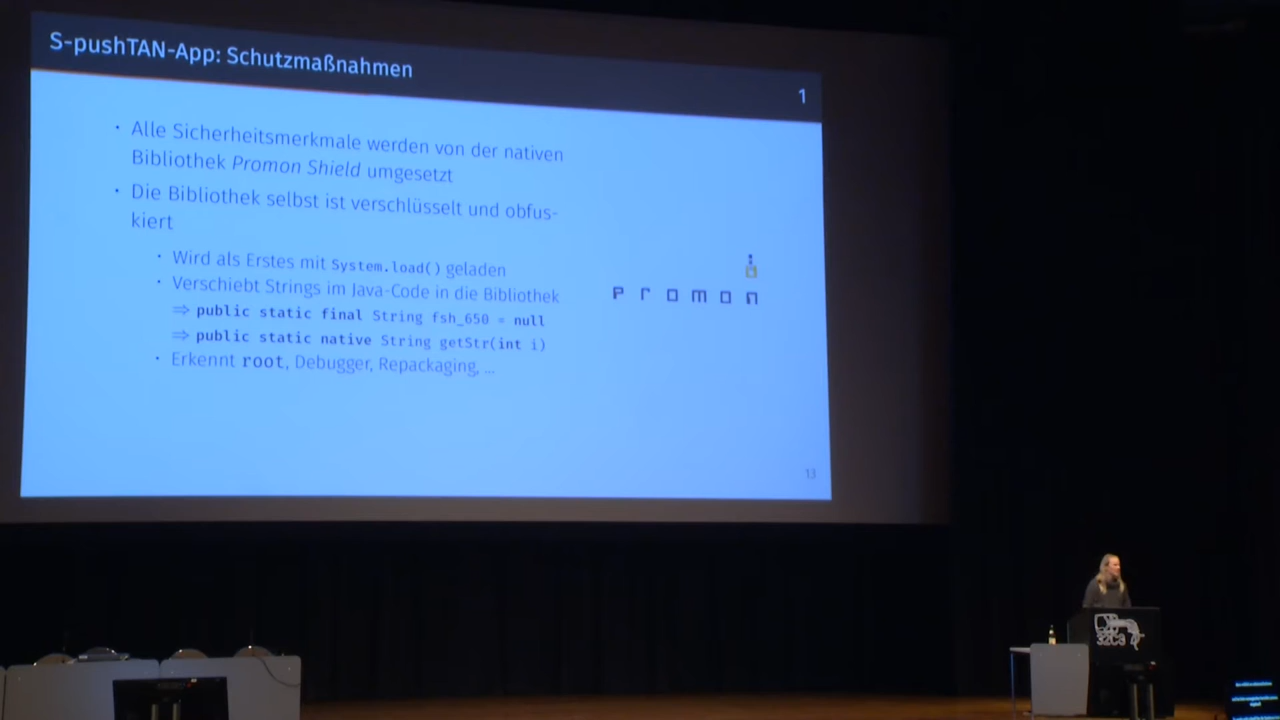 S-pushTAN-App: Schutzmaßnahmen
1
· Alle Sicherheitsmerkmale werden von der nativen
Bibliothek Promon Shield umgesetzt
· Die Bibliothek selbst ist verschlüsselt und obfus-
kiert
· Wird als Erstes mit System.load() geladen
· Verschiebt Strings im Java-Code in die Bibliothek
⇒ public static final String fsh_650 = null
⇒ public static native String getStr(int i)
· Erkennt root, Debugger, Repackaging, …
promon
13
32C3